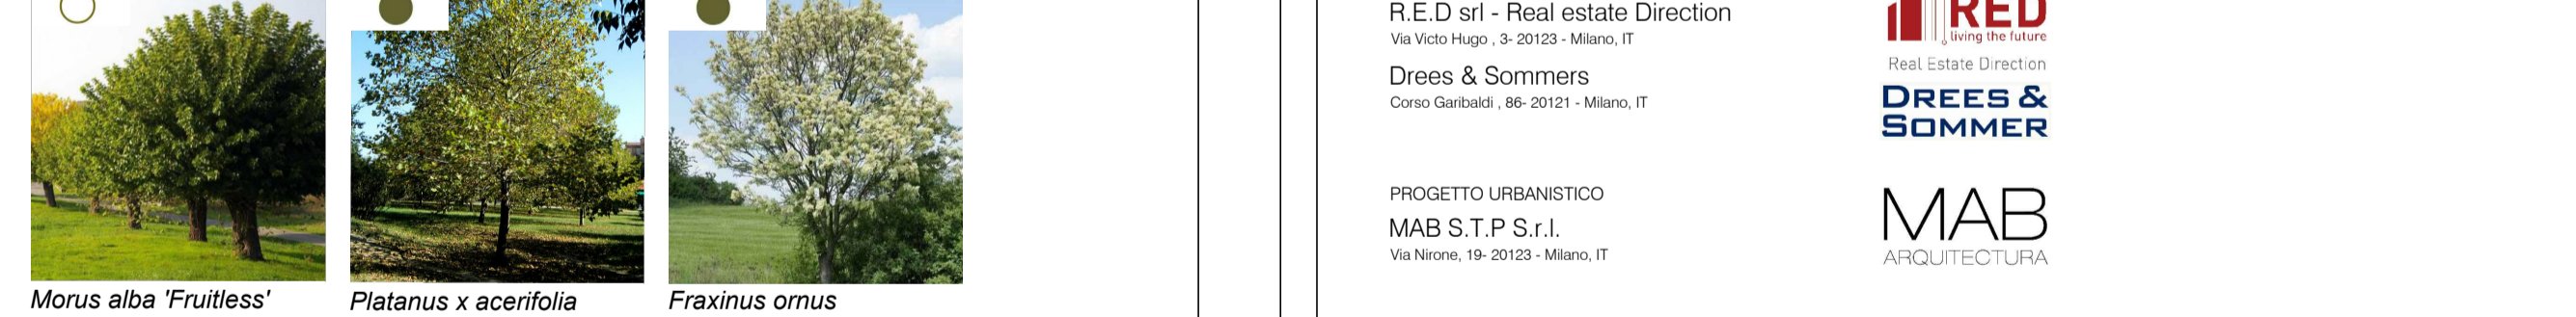 Morus alba 'Fruitless'
Platanus x acerifolia
Fraxinus ornus
R.E.D srl - Real estate Direction
Via Victo Hugo , 3- 20123 - Milano, IT
Drees & Sommers
Corso Garibaldi , 86- 20121 - Milano, IT
PROGETTO URBANISTICO
MAB S.T.P S.r.l.
Via Nirone, 19- 20123 - Milano, IT
RED
living the future
Real Estate Direction
DREES &
SOMMER
MAB
ARQUITECTURA